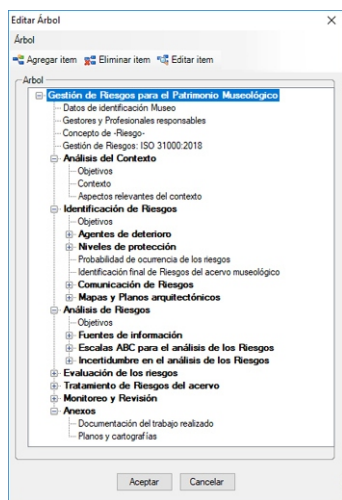 Editar Árbol
Árbol
Agregar item Eliminar item Editar item
Arbol
Gestión de Riesgos para el Patrimonio Museológico
Datos de identificación Museo
Gestores y Profesionales responsables
Concepto de -Riesgo-
Gestión de Riesgos: ISO 31000:2018
Análisis del Contexto
Objetivos
Contexto
Aspectos relevantes del contexto
Identificación de Riesgos
Objetivos
Agentes de deterioro
Niveles de protección
Probabilidad de ocurrencia de los riesgos
Identificación final de Riesgos del acervo museológico
Comunicación de Riesgos
Mapas y Planos arquitectónicos
Análisis de Riesgos
Objetivos
Fuentes de información
Escalas ABC para el análisis de los Riesgos
Incertidumbre en el análisis de los Riesgos
Evaluación de los riesgos
Tratamiento de Riesgos del acervo
Monitoreo y Revisión
Anexos
Documentación del trabajo realizado
Planos y cartografías
Aceptar Cancelar